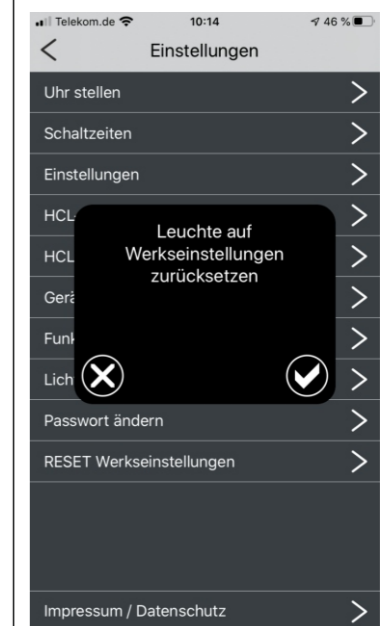 Telekom.de 10:14 46 %
Einstellungen
Uhr stellen
Schaltzeiten
Einstellungen
HCL-
HCL
Leuchte auf
Werkseinstellungen
zurücksetzen
Gerä
Funk
Lich
Passwort ändern
RESET Werkseinstellungen
Impressum / Datenschutz